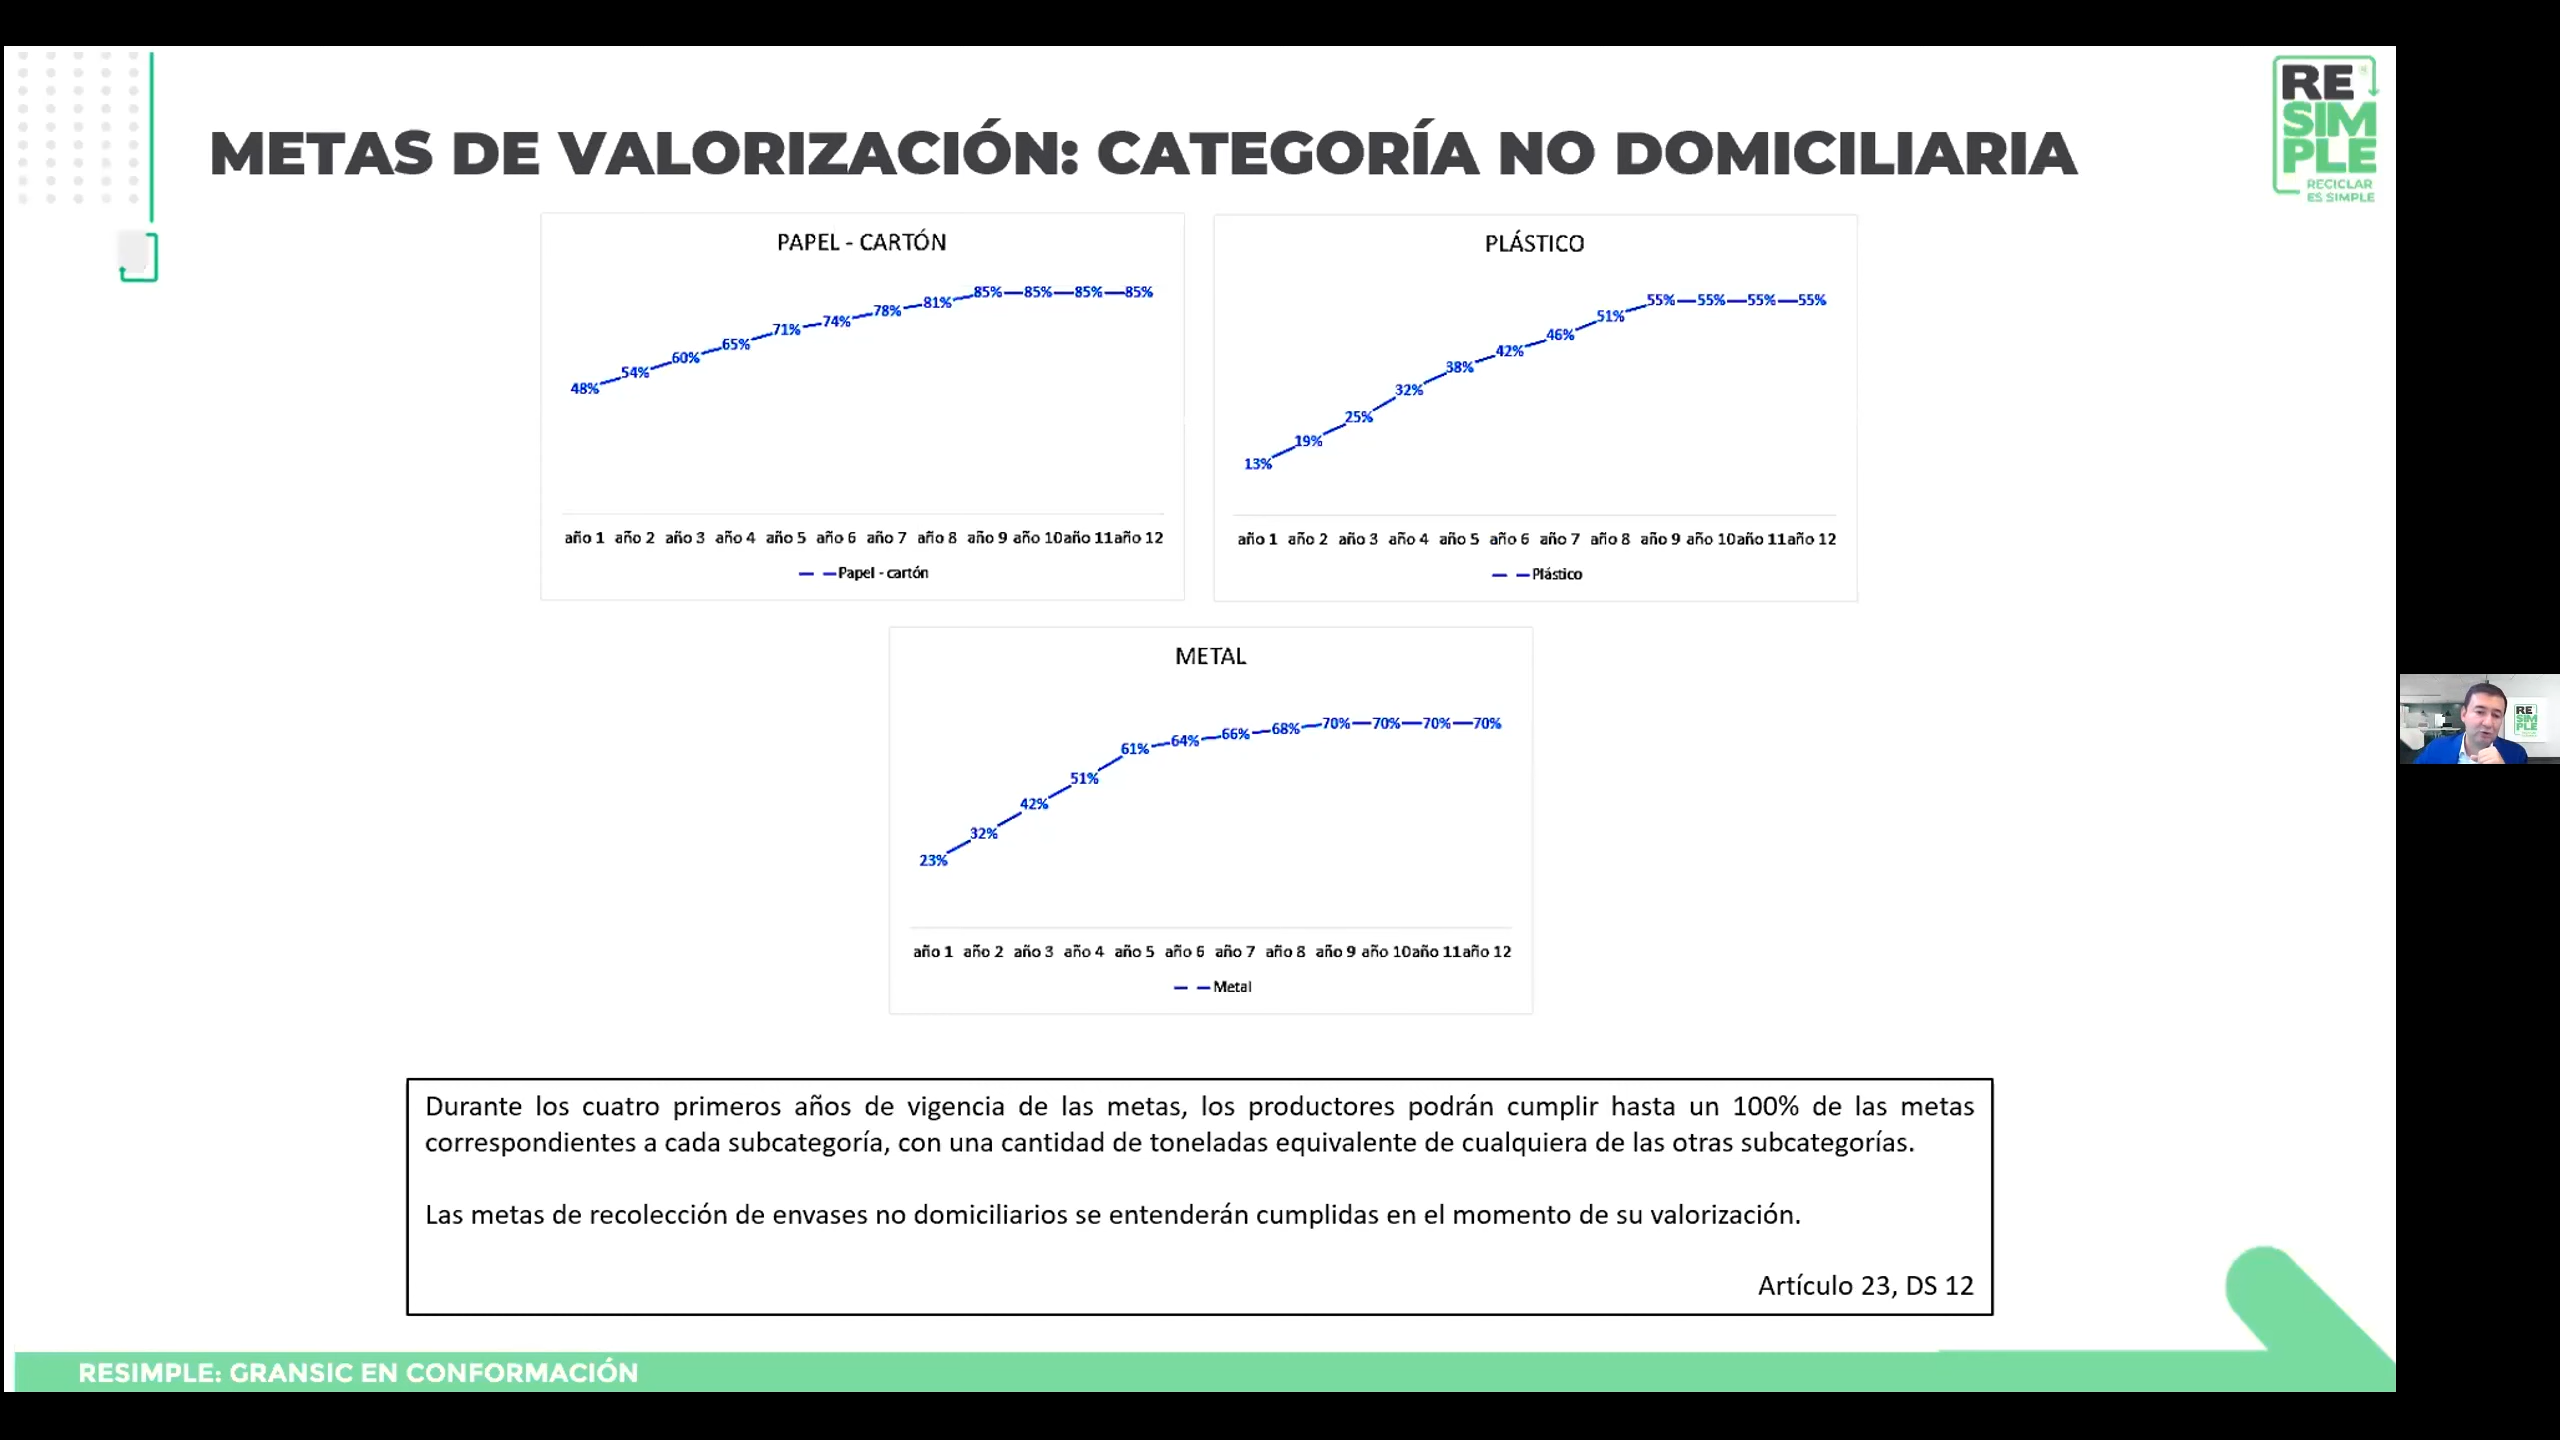 METAS DE VALORIZACIÓN: CATEGORÍA NO DOMICILIARIA
RE
SIM
PLE
RECICLAR
ES SIMPLE
PAPEL - CARTÓN
48% 54% 60% 65% 71% 74% 78% 81% 85% 85% 85% 85%
año 1 año 2 año 3 año 4 año 5 año 6 año 7 año 8 año 9 año 10 año 11 año 12
Papel - cartón
PLÁSTICO
13% 19% 25% 32% 38% 42% 46% 51% 55% 55% 55% 55%
año 1 año 2 año 3 año 4 año 5 año 6 año 7 año 8 año 9 año 10 año 11 año 12
Plástico
METAL
23% 32% 42% 51% 61% 64% 66% 68% 70% 70% 70% 70%
año 1 año 2 año 3 año 4 año 5 año 6 año 7 año 8 año 9 año 10 año 11 año 12
Metal
RE
SIM
PLE
Durante los cuatro primeros años de vigencia de las metas, los productores podrán cumplir hasta un 100% de las metas
correspondientes a cada subcategoría, con una cantidad de toneladas equivalente de cualquiera de las otras subcategorías.
Las metas de recolección de envases no domiciliarios se entenderán cumplidas en el momento de su valorización.
Artículo 23, DS 12
RESIMPLE: GRANSIC EN CONFORMACIÓN